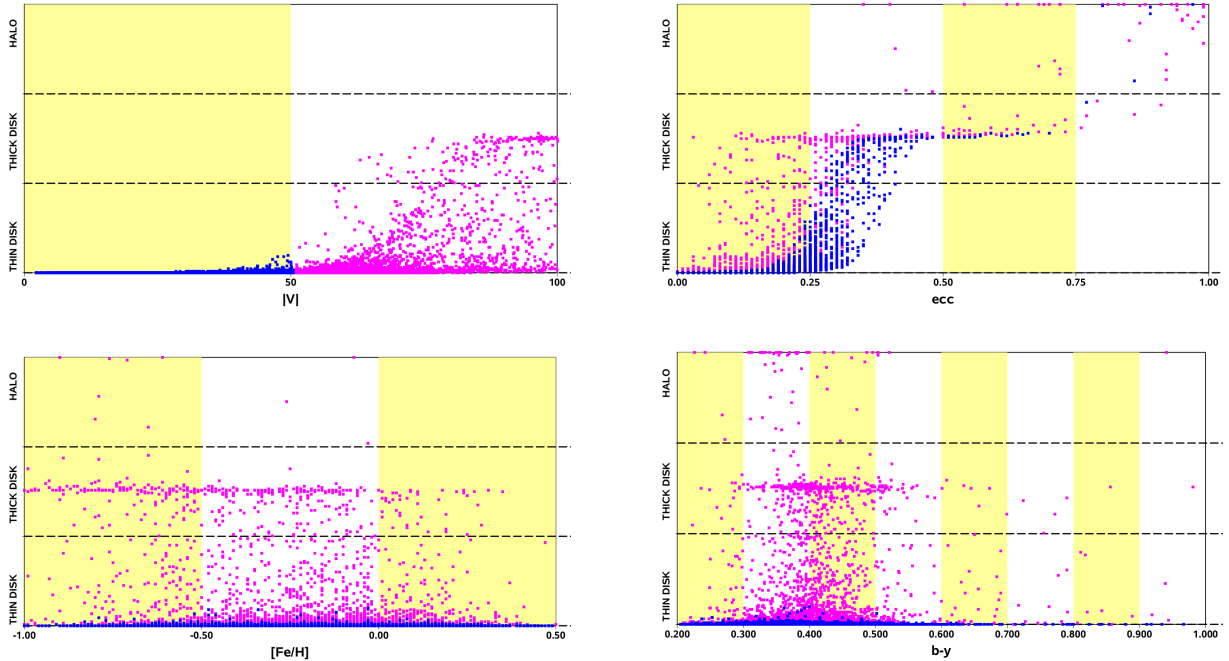 HALO
THICK DISK
THIN DISK
0 50 100
|V|
HALO
THICK DISK
THIN DISK
0.00 0.25 0.50 0.75 1.00
ecc
HALO
THICK DISK
THIN DISK
-1.00 -0.50 0.00 0.50
[Fe/H]
HALO
THICK DISK
THIN DISK
0.200 0.300 0.400 0.500 0.600 0.700 0.800 0.900 1.000
b-y